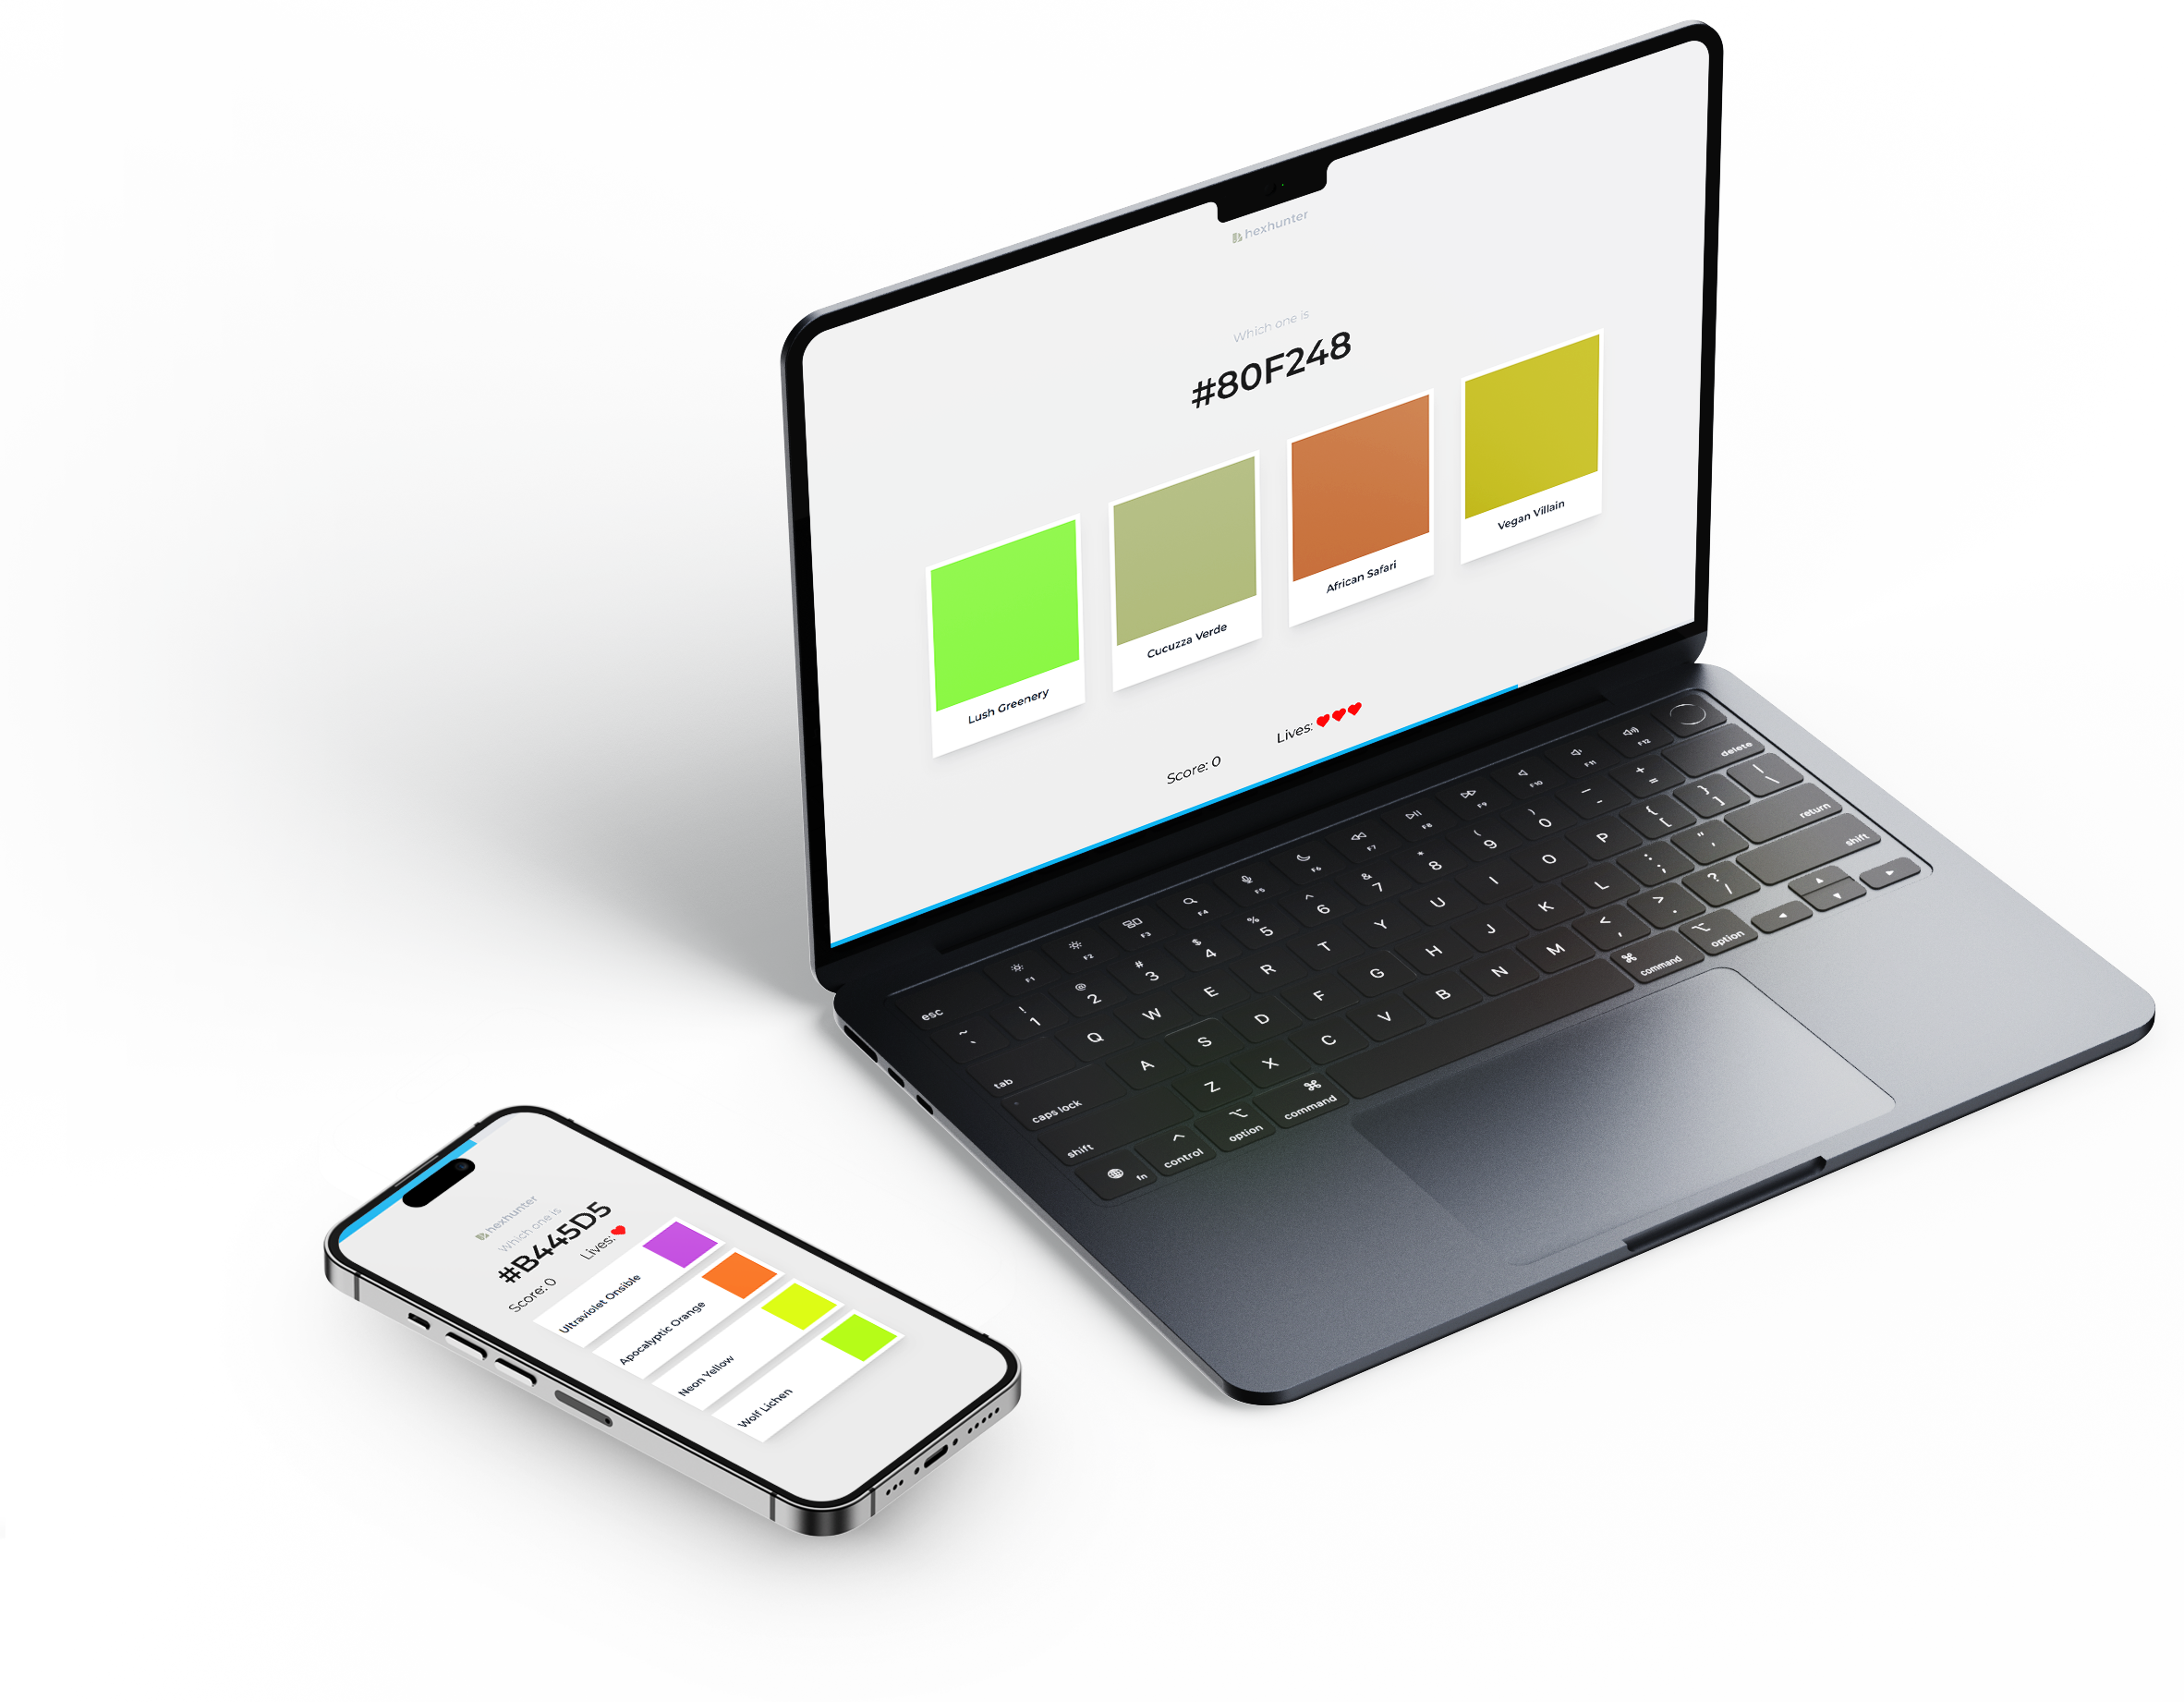 hexhunter
Which one is
#80F248
Lush Greenery
Cucuzza Verde
African Safari
Vegan Villain
Score: 0
Lives:
esc
F1
F2
F3
F4
F5
F6
F7
F8
F9
F10
F11
F12
~ ! @ # $ % ^ & * ( ) — +
` 1 2 3 4 5 6 7 8 9 0 - = delete
tab Q W E R T Y U I O P { [ } ] | \
caps lock A S D F G H J K L : ; " ' return
shift Z X C V B N M < , > . ? / shift
fn control option command command option
hexhunter
Which one is
#B445D5
Score: 0
Lives:
Ultraviolet Onsible
Apocalyptic Orange
Neon Yellow
Wolf Lichen